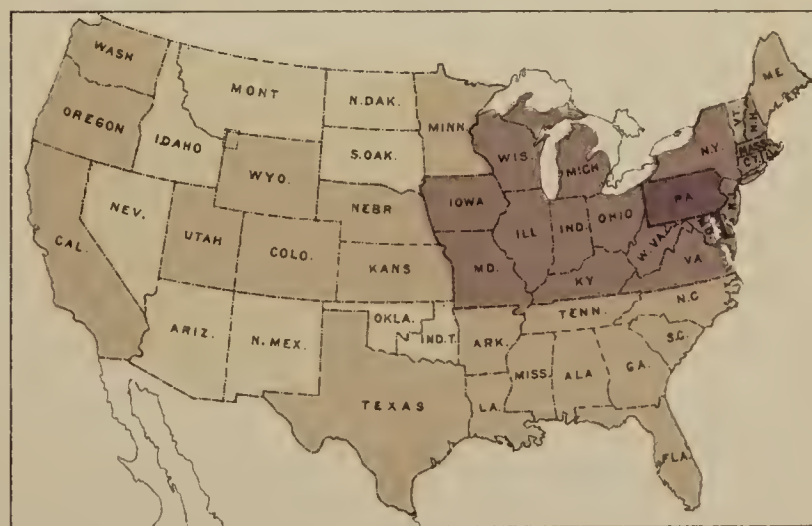 WASH
MONT
N.DAK.
MINN.
ME
VT.
N.H.
OREGON
IDAHO
S.OAK.
WIS.
MICH
N.Y.
MASS
CT.
WYO.
IOWA
PA
NEBR
NEV.
UTAH
COLO.
ILL
IND.
OHIO
W.VA
CAL.
KANS
MD.
KY
VA
ARIZ.
N.MEX.
OKLA.
IND.T.
ARK.
TENN.
N.C
S.C.
MISS.
ALA
GA.
TEXAS
LA.
FLA.